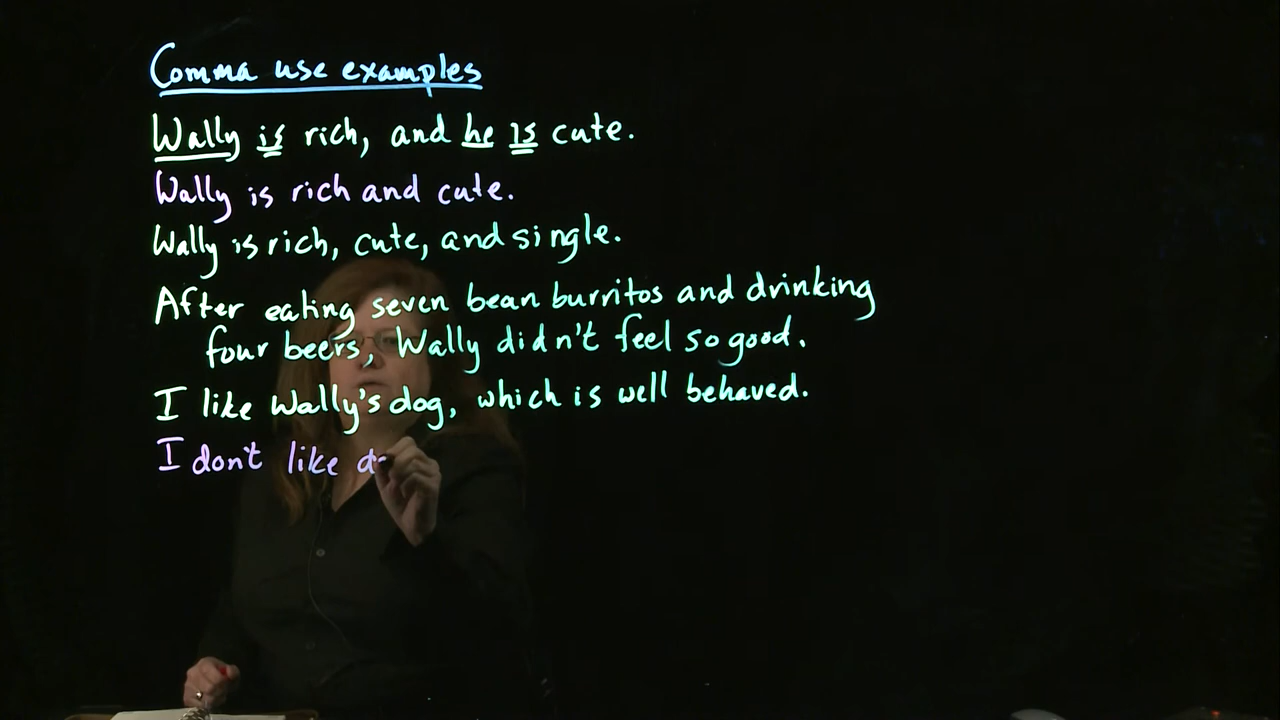 Comma use examples
Wally is rich, and he is cute.
Wally is rich and cute.
Wally is rich, cute, and single.
After eating seven bean burritos and drinking
four beers, Wally didn't feel so good.
I like Wally's dog, which is well behaved.
I don't like